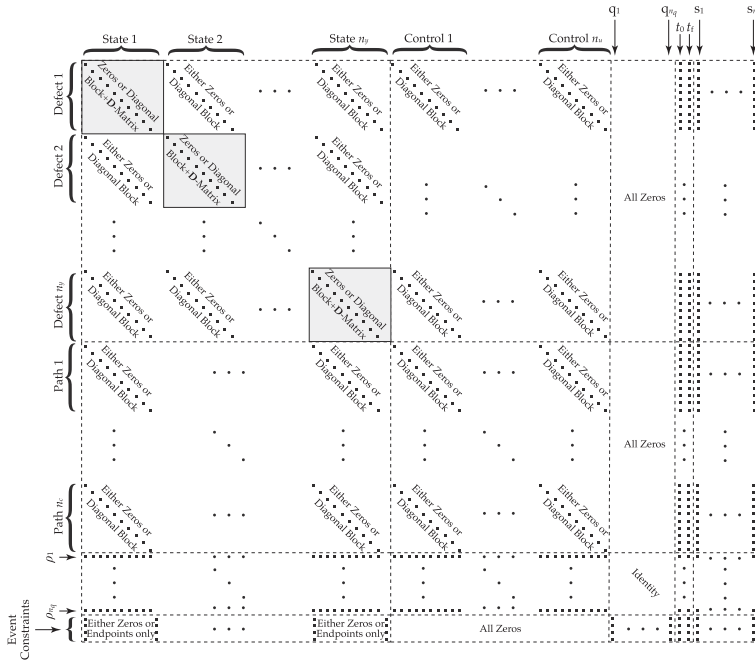 q1 qnq s1 s
t0 tf
State 1 State 2 State ny Control 1 Control nu
Defect 1
Zeros or Diagonal
Block+D-Matrix
Either Zeros or
Diagonal Block
Either Zeros or
Diagonal Block
Either Zeros or
Diagonal Block
Either Zeros or
Diagonal Block
Defect 2
Either Zeros or
Diagonal Block
Zeros or Diagonal
Block+D-Matrix
Either Zeros or
Diagonal Block
All Zeros
Defect ny
Either Zeros or
Diagonal Block
Either Zeros or
Diagonal Block
Zeros or Diagonal
Block+D-Matrix
Either Zeros or
Diagonal Block
Either Zeros or
Diagonal Block
Path 1
Either Zeros or
Diagonal Block
Either Zeros or
Diagonal Block
Either Zeros or
Diagonal Block
Either Zeros or
Diagonal Block
All Zeros
Path nc
Either Zeros or
Diagonal Block
Either Zeros or
Diagonal Block
Either Zeros or
Diagonal Block
Either Zeros or
Diagonal Block
ρ1
Identity
ρnq
Event
Constraints
Either Zeros or
Endpoints only
Either Zeros or
Endpoints only
All Zeros